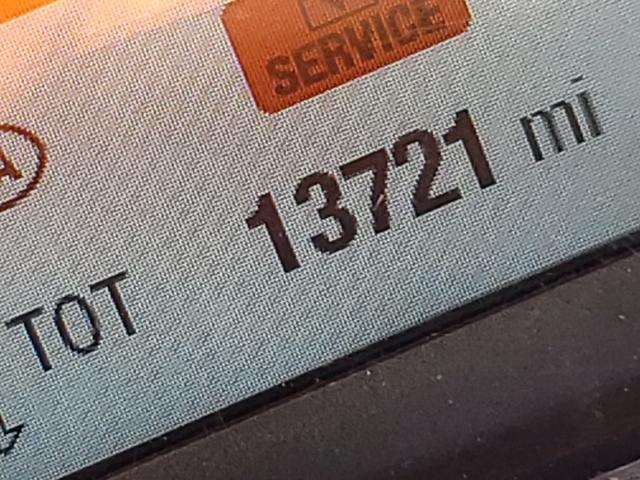 SERVICE
A
13721 mi
TOT